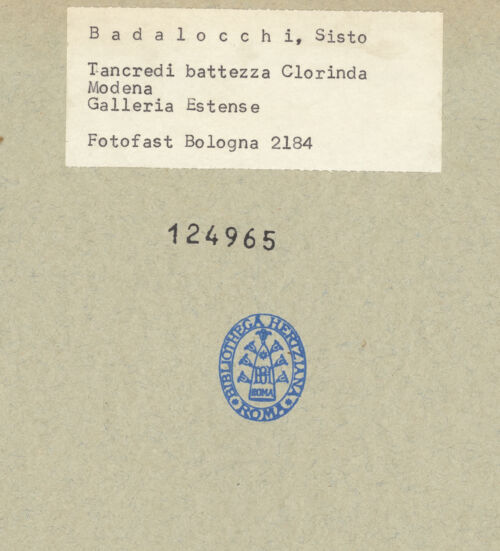 B a d a l o c c h i, Sisto
Tancredi battezza Clorinda
Modena
Galleria Estense
Fotofast Bologna 2184
124965
BIBLIOTHECA HERTZIANA
ROMA
ROMA